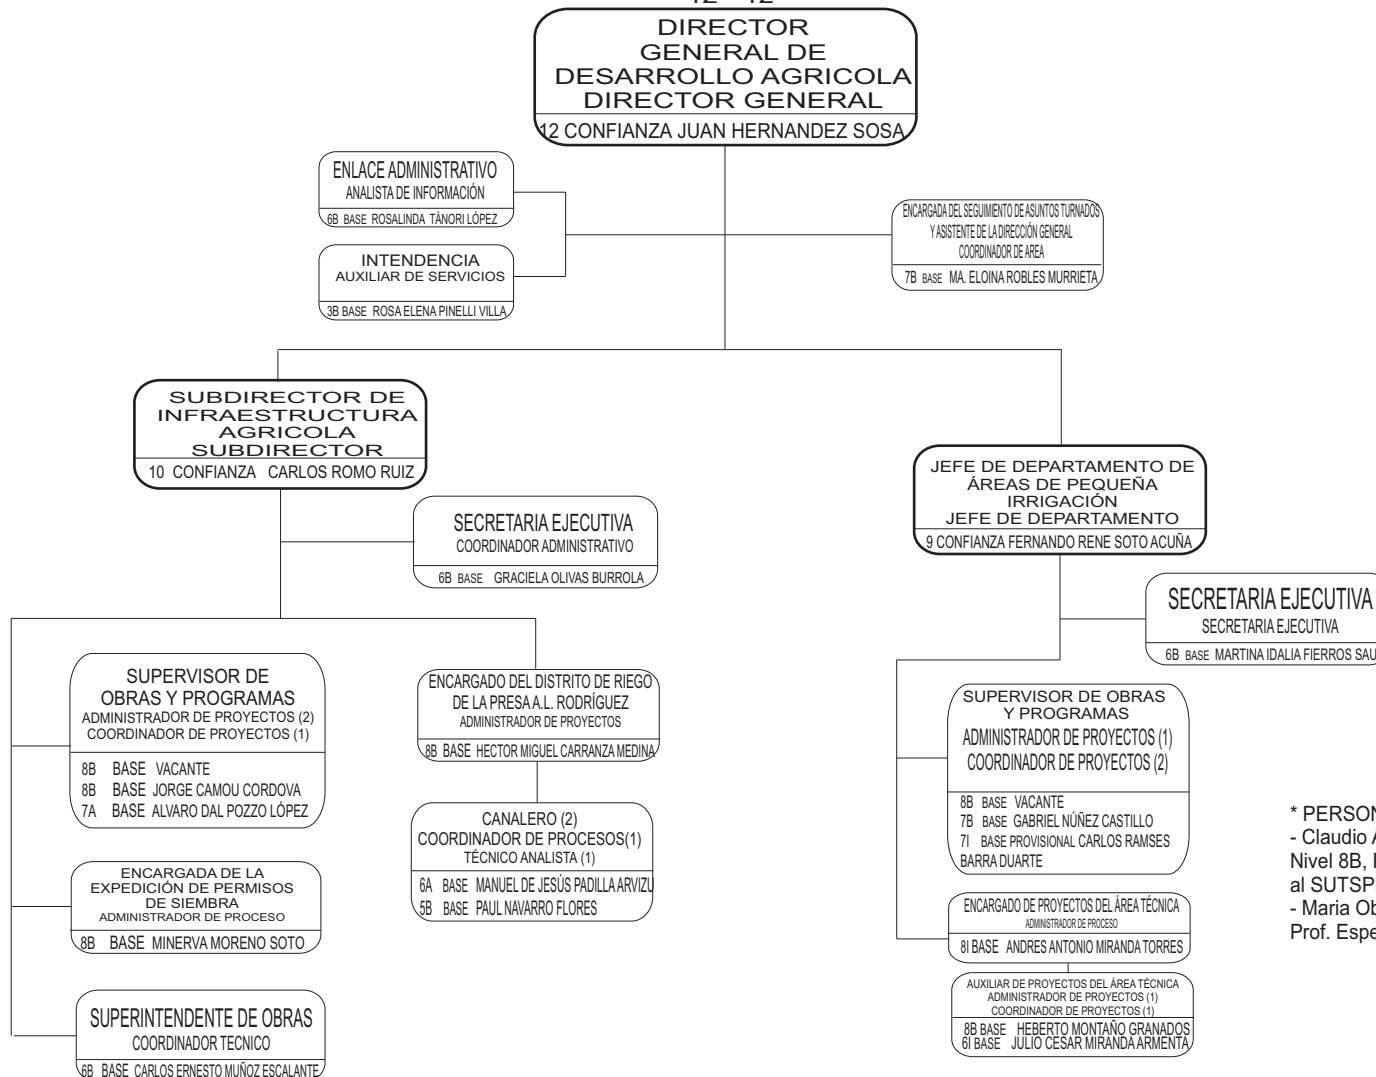 12 12
DIRECTOR
GENERAL DE
DESARROLLO AGRICOLA
DIRECTOR GENERAL
12 CONFIANZA JUAN HERNANDEZ SOSA
ENLACE ADMINISTRATIVO
ANALISTA DE INFORMACIÓN
6B BASE ROSALINDA TÁNORI LÓPEZ
INTENDENCIA
AUXILIAR DE SERVICIOS
3B BASE ROSA ELENA PINELLI VILLA
ENCARGADA DEL SEGUIMIENTO DE ASUNTOS TURNADOS
Y ASISTENTE DE LA DIRECCIÓN GENERAL
COORDINADOR DE AREA
7B BASE MA. ELOINA ROBLES MURRIETA
SUBDIRECTOR DE
INFRAESTRUCTURA
AGRICOLA
SUBDIRECTOR
10 CONFIANZA CARLOS ROMO RUIZ
SECRETARIA EJECUTIVA
COORDINADOR ADMINISTRATIVO
6B BASE GRACIELA OLIVAS BURROLA
SUPERVISOR DE
OBRAS Y PROGRAMAS
ADMINISTRADOR DE PROYECTOS (2)
COORDINADOR DE PROYECTOS (1)
8B BASE VACANTE
8B BASE JORGE CAMOU CORDOVA
7A BASE ALVARO DAL POZZO LÓPEZ
ENCARGADA DE LA
EXPEDICIÓN DE PERMISOS
DE SIEMBRA
ADMINISTRADOR DE PROCESO
8B BASE MINERVA MORENO SOTO
SUPERINTENDENTE DE OBRAS
COORDINADOR TECNICO
6B BASE CARLOS ERNESTO MUÑOZ ESCALANTE
ENCARGADO DEL DISTRITO DE RIEGO
DE LA PRESA A.L. RODRÍGUEZ
ADMINISTRADOR DE PROYECTOS
8B BASE HECTOR MIGUEL CARRANZA MEDINA
CANALERO (2)
COORDINADOR DE PROCESOS(1)
TÉCNICO ANALISTA (1)
6A BASE MANUEL DE JESÚS PADILLA ARVIZU
5B BASE PAUL NAVARRO FLORES
JEFE DE DEPARTAMENTO DE
ÁREAS DE PEQUEÑA
IRRIGACIÓN
JEFE DE DEPARTAMENTO
9 CONFIANZA FERNANDO RENE SOTO ACUÑA
SECRETARIA EJECUTIVA
SECRETARIA EJECUTIVA
6B BASE MARTINA IDALIA FIERROS SAU
SUPERVISOR DE OBRAS
Y PROGRAMAS
ADMINISTRADOR DE PROYECTOS (1)
COORDINADOR DE PROYECTOS (2)
8B BASE VACANTE
7B BASE GABRIEL NÚÑEZ CASTILLO
7I BASE PROVISIONAL CARLOS RAMSES
BARRA DUARTE
ENCARGADO DE PROYECTOS DEL ÁREA TÉCNICA
ADMINISTRADOR DE PROCESO
8I BASE ANDRES ANTONIO MIRANDA TORRES
AUXILIAR DE PROYECTOS DEL ÁREA TÉCNICA
ADMINISTRADOR DE PROYECTOS (1)
COORDINADOR DE PROYECTOS (1)
8B BASE HEBERTO MONTAÑO GRANADOS
6I BASE JULIO CESAR MIRANDA ARMENTA
* PERSON
- Claudio A
Nivel 8B,
al SUTSP
- Maria Ob
Prof. Espe